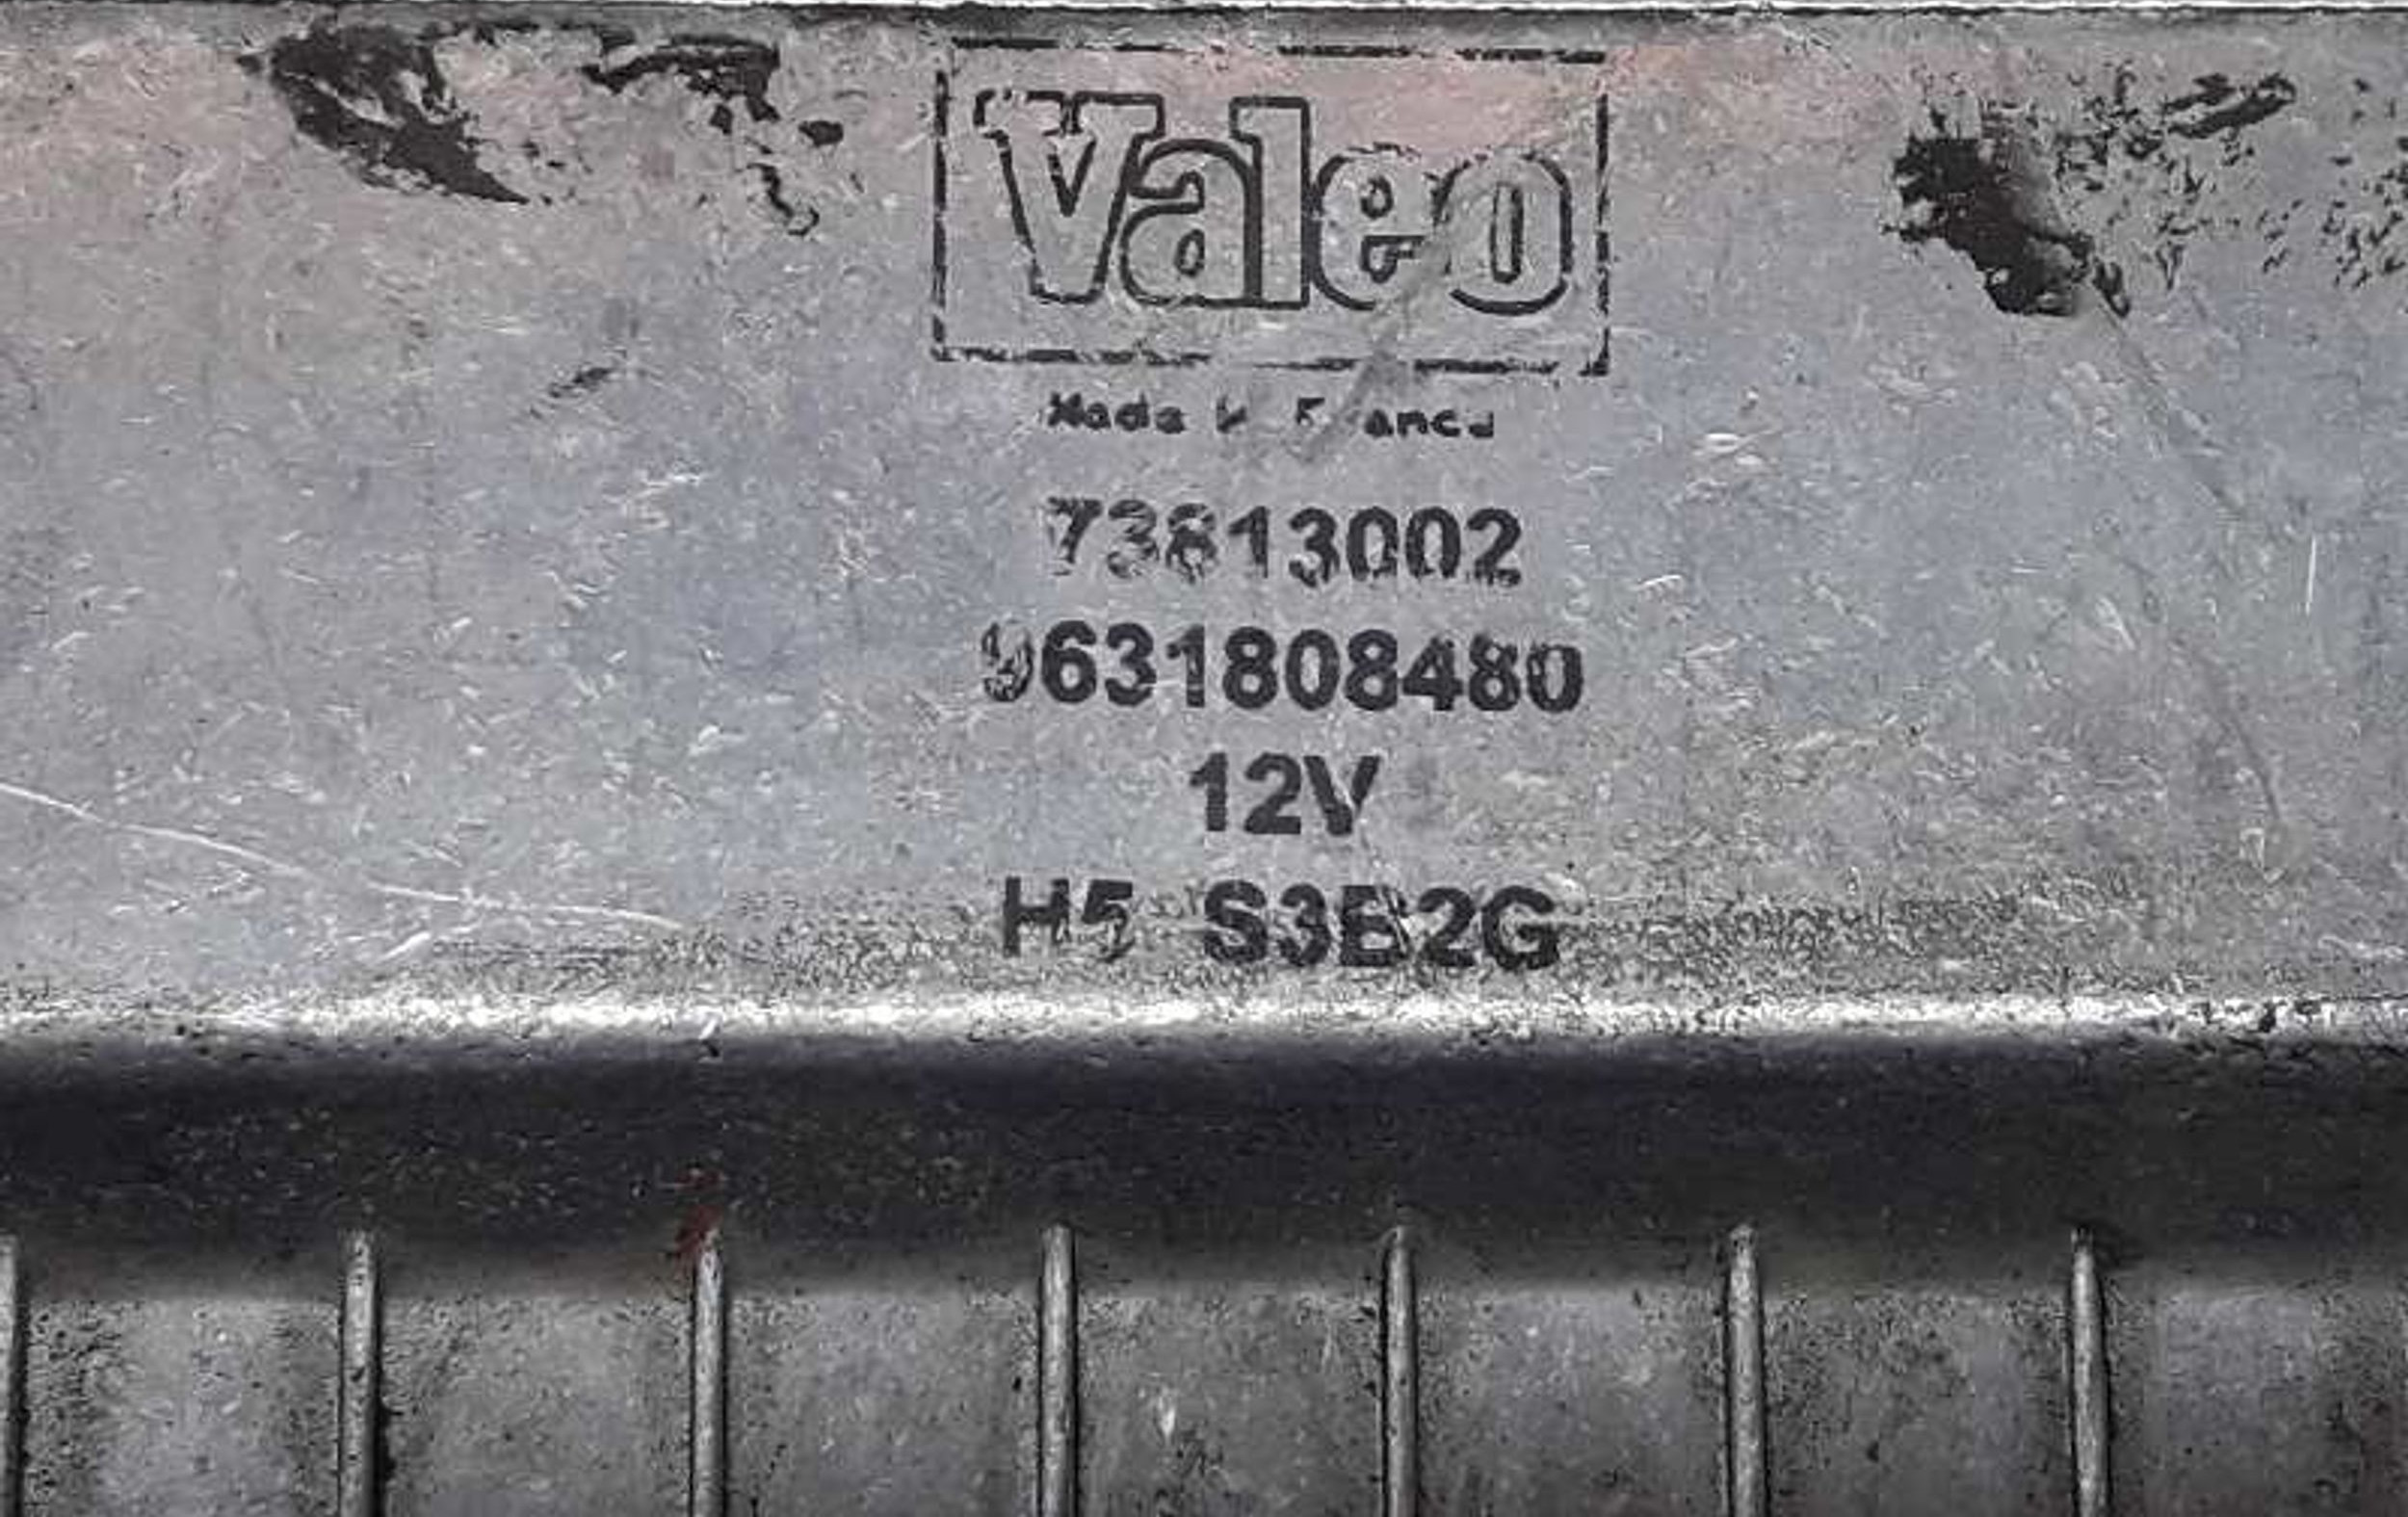 Valeo
Made in France
73813002
9631808480
12V
H5 S3B2G